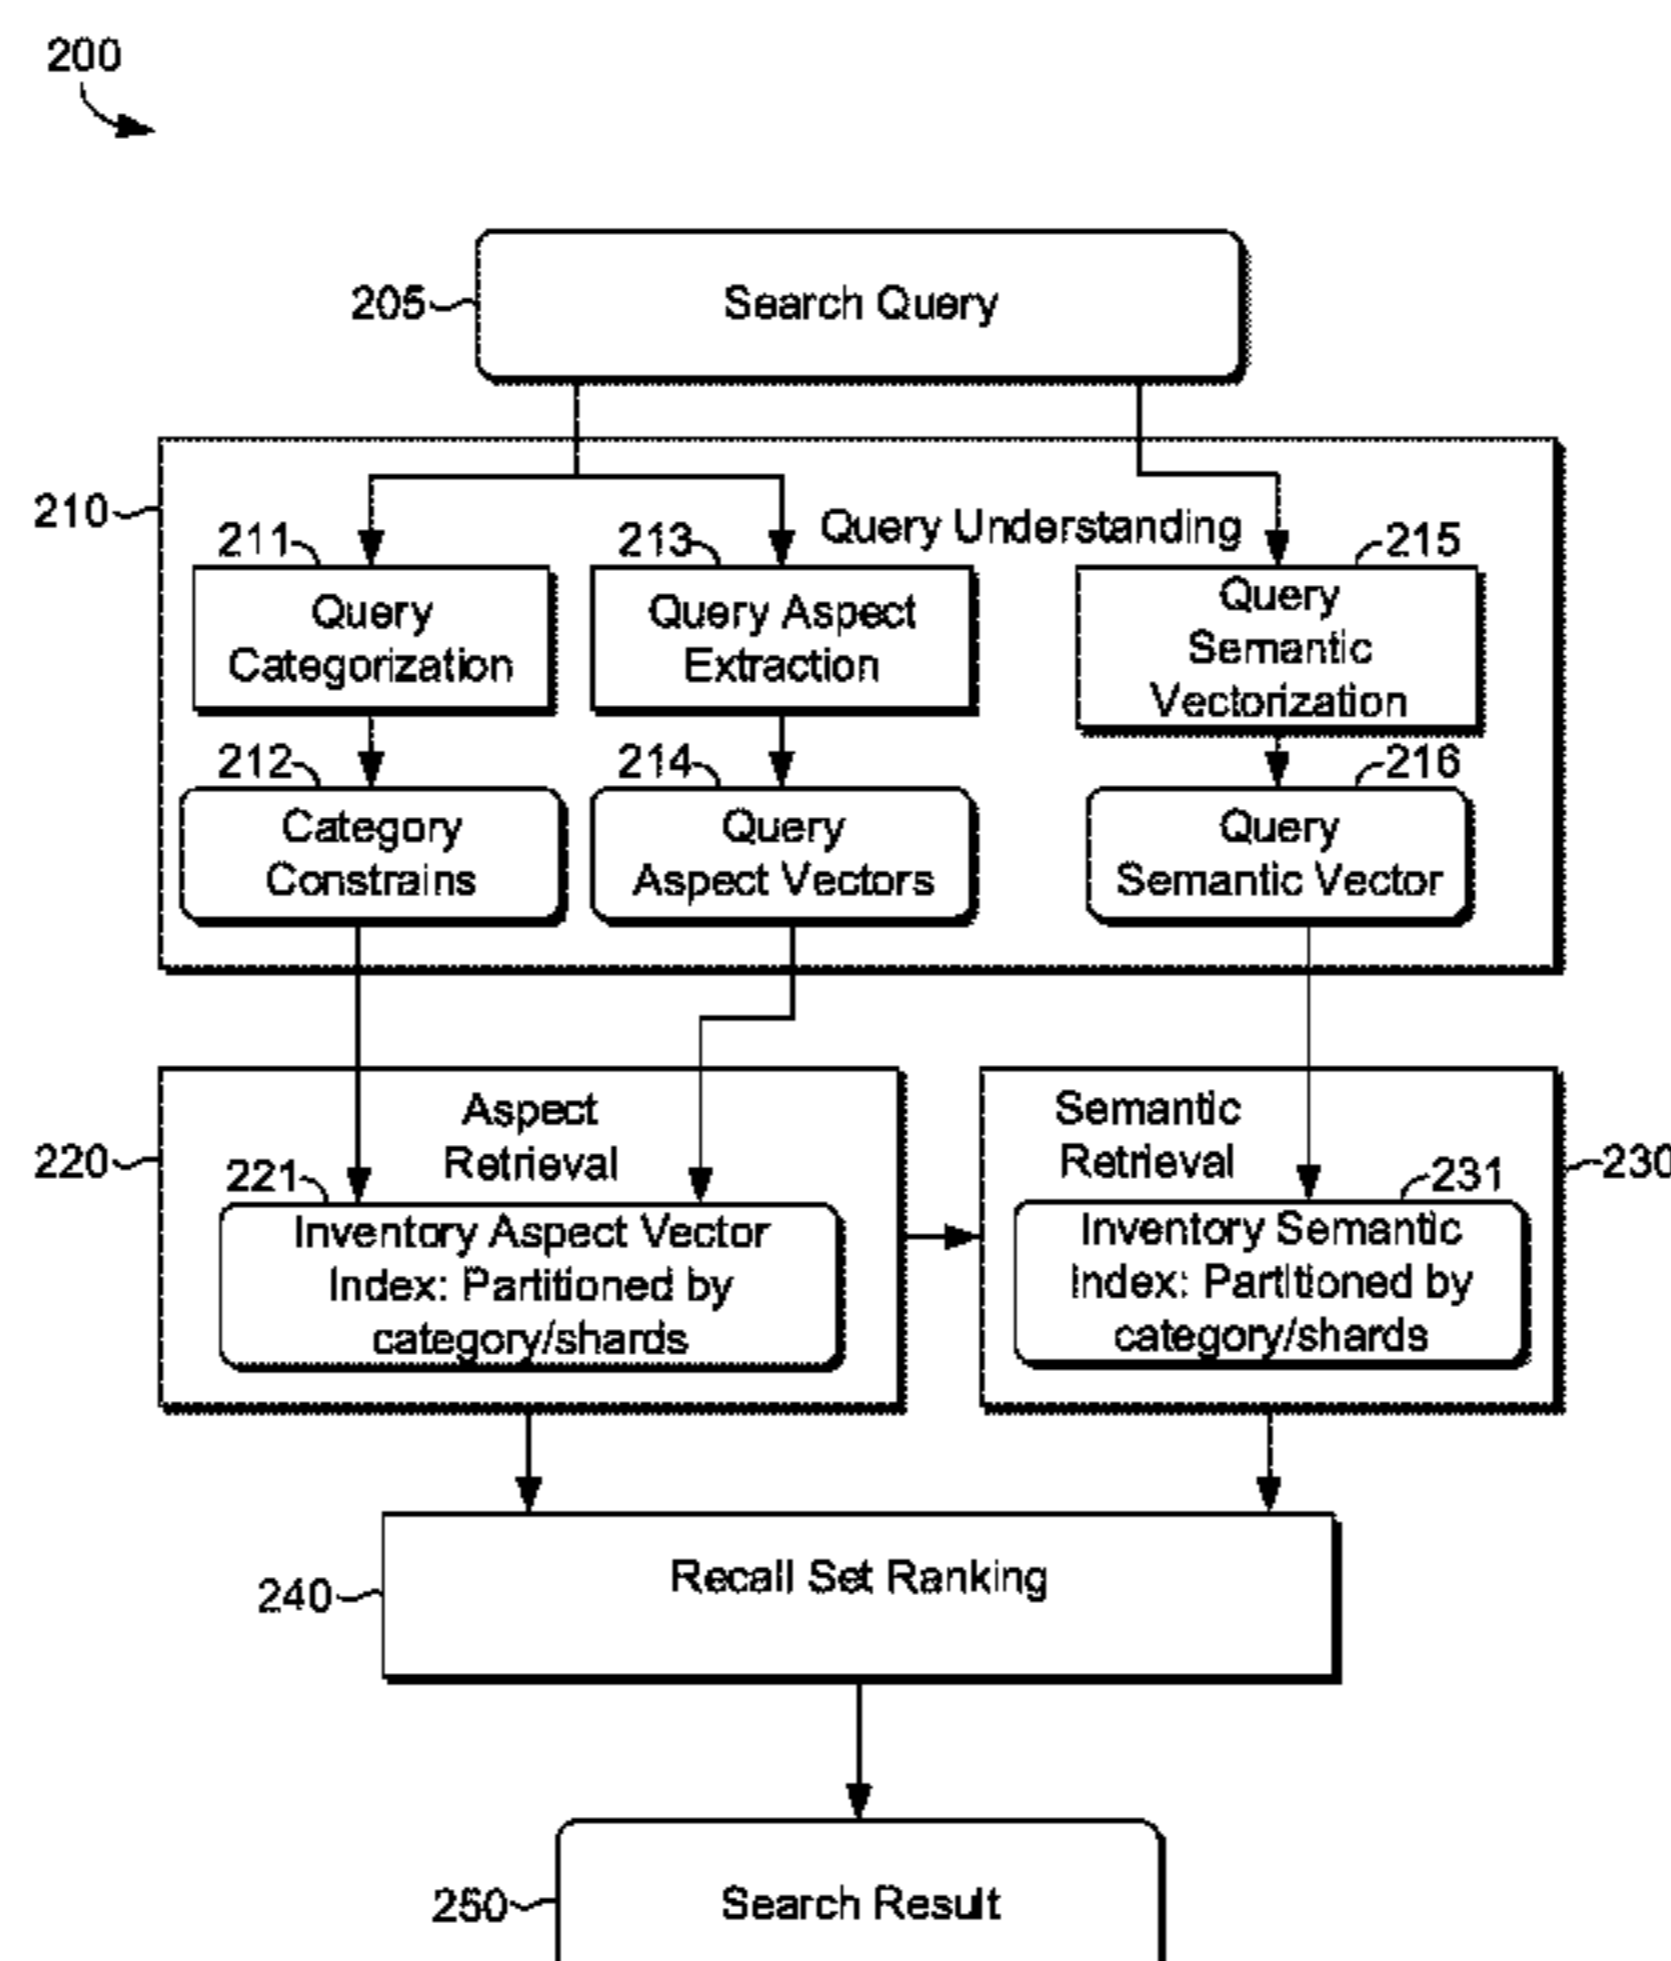 200
205
Search Query
210
Query Understanding
211
213
215
Query
Categorization
Query Aspect
Extraction
Query
Semantic
Vectorization
212
214
216
Category
Constrains
Query
Aspect Vectors
Query
Semantic Vector
220
Aspect
Retrieval
221
Inventory Aspect Vector
Index: Partitioned by
category/shards
Semantic
Retrieval
230
231
Inventory Semantic
Index: Partitioned by
category/shards
240
Recall Set Ranking
250
Search Result